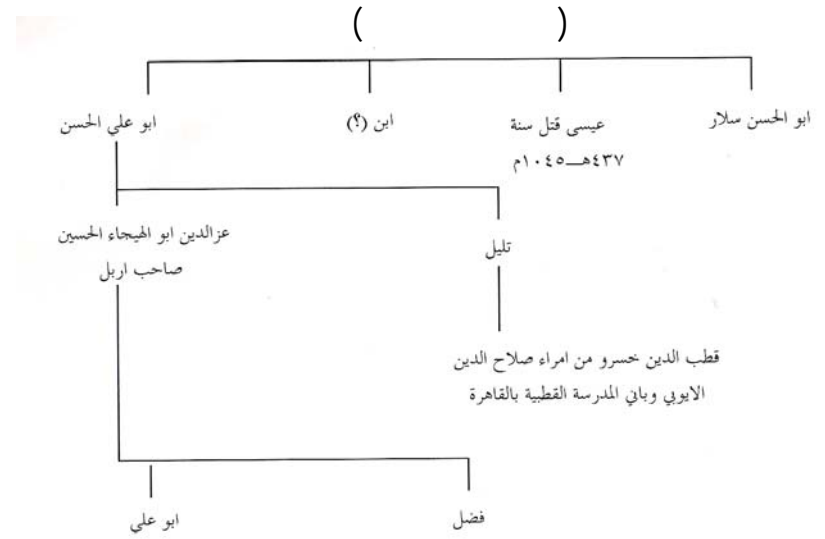 (                    )
ابو الحسن سلار
عيسى قتل سنة
٤٣٧هـ—١٠٤٥م
ابن (؟)
ابو علي الحسن
تليل
عزالدين ابو الهيجاء الحسين
صاحب اربل
قطب الدين خسرو من امراء صلاح الدين
الايوبي وباني المدرسة القطبية بالقاهرة
فضل
ابو علي